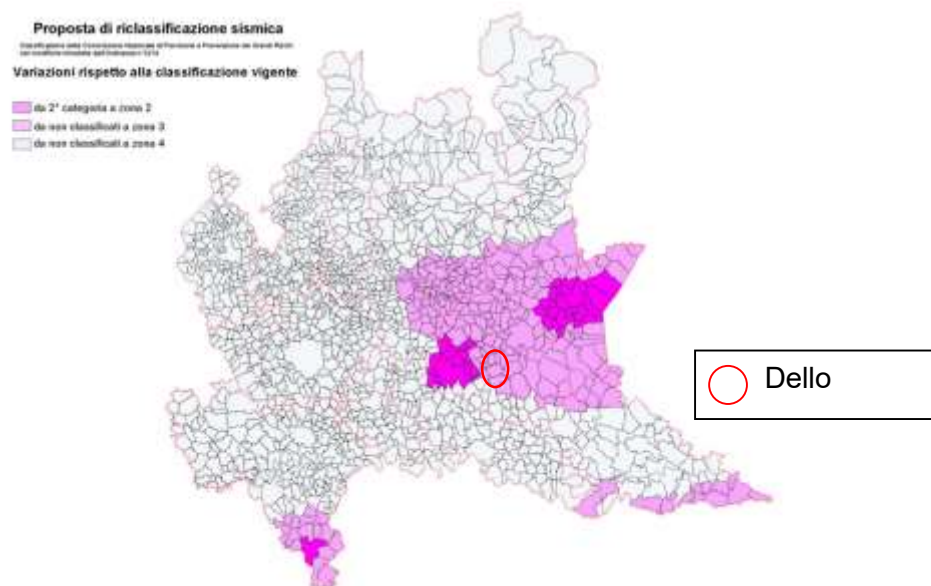 Proposta di riclassificazione sismica
Variazioni rispetto alla classificazione vigente
da 2° categoria a zona 2
da non classificati a zona 3
da non classificati a zona 4
Dello